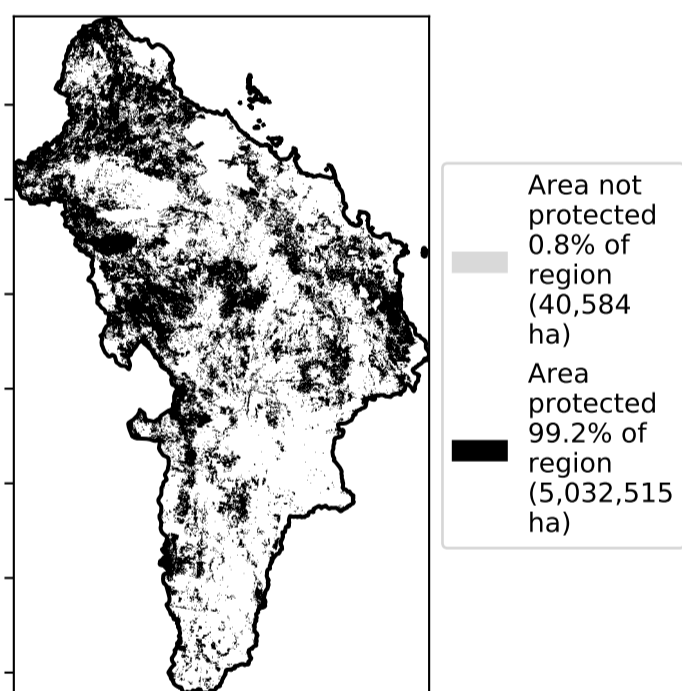 Area not
protected
0.8% of
region
(40,584
ha)
Area
protected
99.2% of
region
(5,032,515
ha)